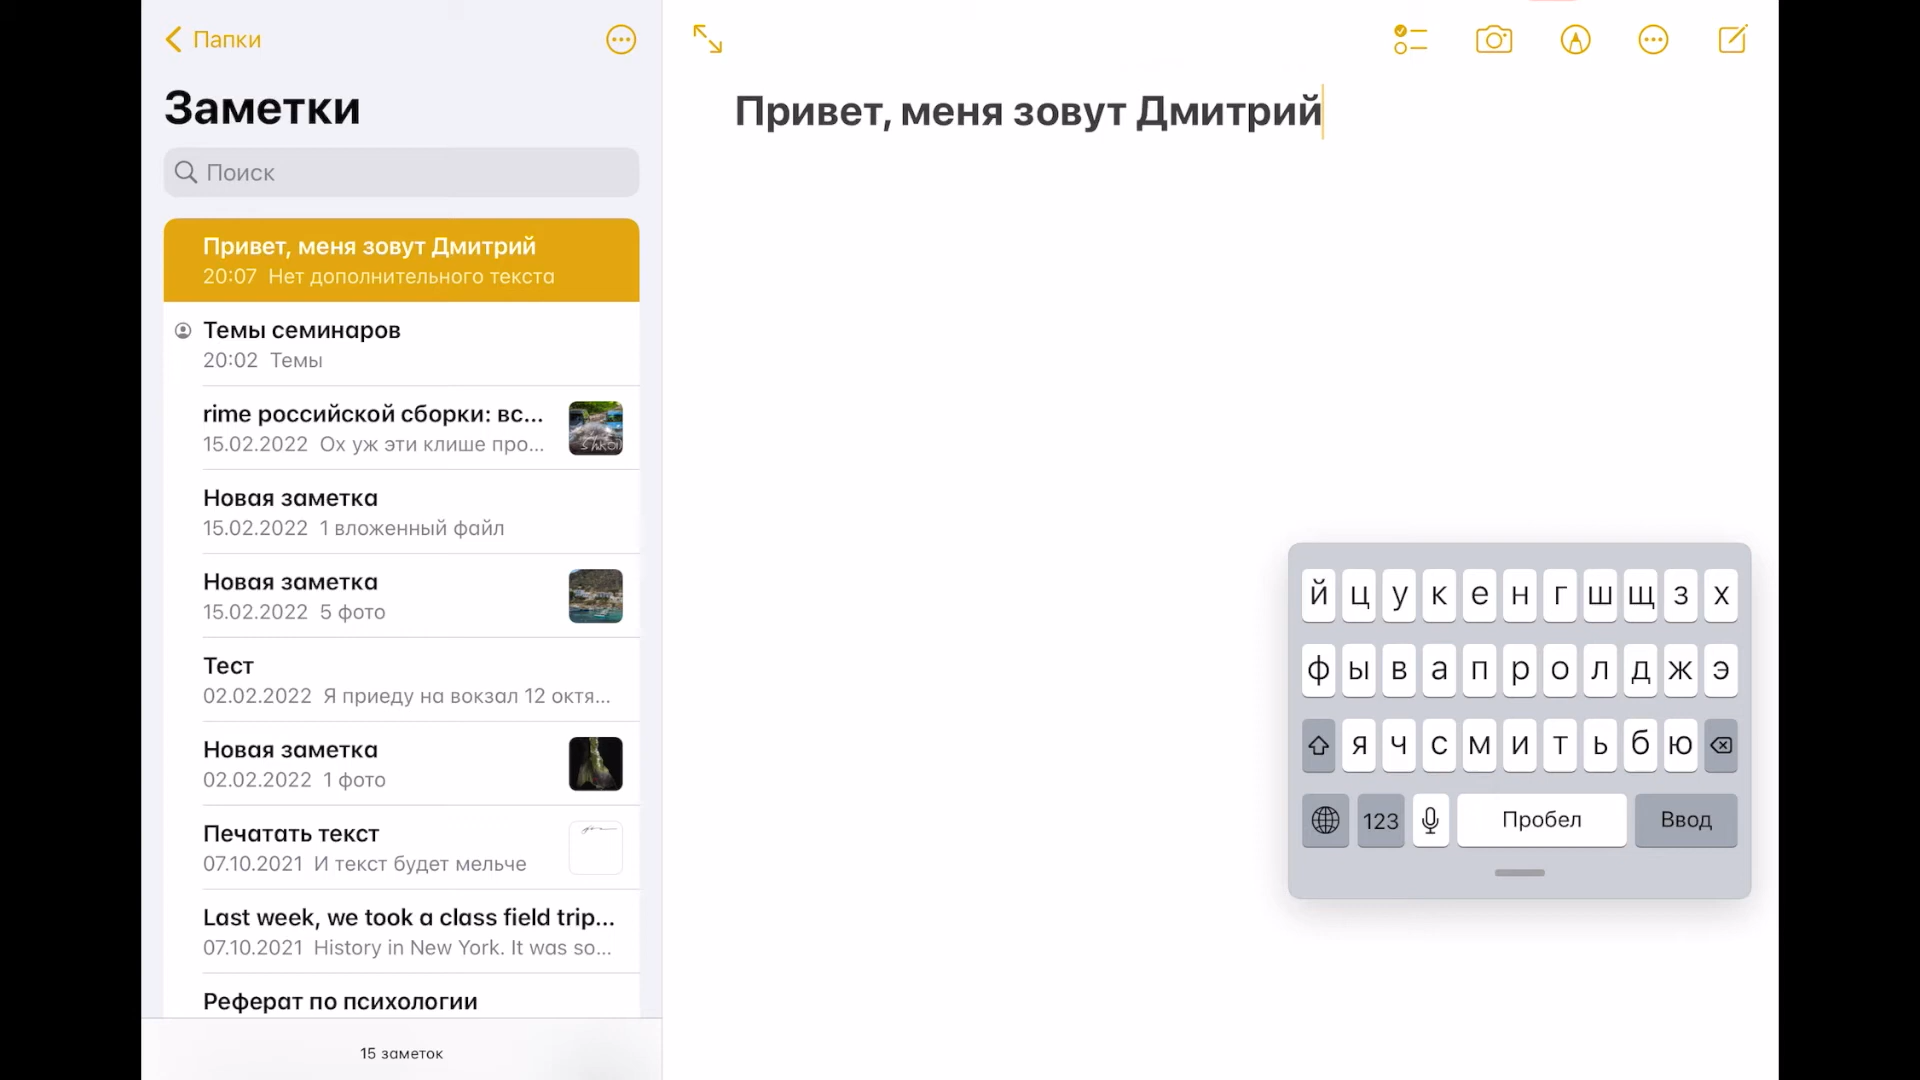 Папки
Заметки
Поиск
Привет, меня зовут Дмитрий
20:07 Нет дополнительного текста
Темы семинаров
20:02 Темы
rime российской сборки: вс...
15.02.2022 Ох уж эти клише про...
Новая заметка
15.02.2022 1 вложенный файл
Новая заметка
15.02.2022 5 фото
Тест
02.02.2022 Я приеду на вокзал 12 октя...
Новая заметка
02.02.2022 1 фото
Печатать текст
07.10.2021 И текст будет мельче
Last week, we took a class field trip...
07.10.2021 History in New York. It was so...
Реферат по психологии
15 заметок
Привет, меня зовут Дмитрий
й ц у к е н г ш щ з х
ф ы в а п р о л д ж э
я ч с м и т ь б ю
123 Пробел Ввод